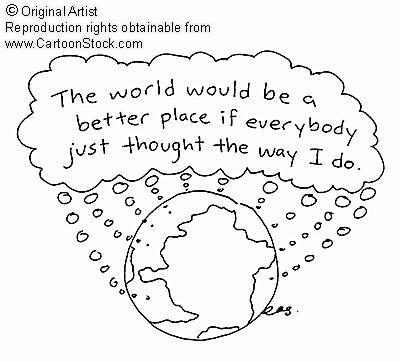 © Original Artist
Reproduction rights obtainable from
www.CartoonStock.com
The world would be a
better place if everybody
just thought the way I do.